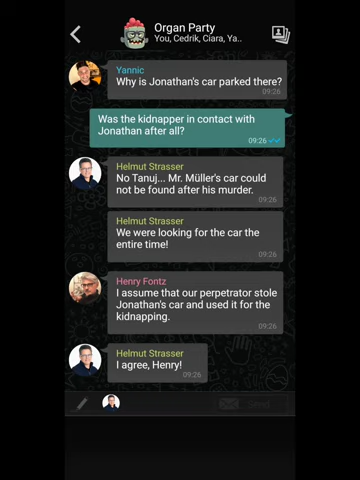 Organ Party
You, Cedrik, Ciara, Ya..
Yannic
Why is Jonathan's car parked there?
09:26
Was the kidnapper in contact with
Jonathan after all?
09:26
Helmut Strasser
No Tanuj... Mr. Müller's car could
not be found after his murder.
09:26
Helmut Strasser
We were looking for the car the
entire time!
09:26
Henry Fontz
I assume that our perpetrator stole
Jonathan's car and used it for the
kidnapping.
09:26
Helmut Strasser
I agree, Henry!
09:26
Send